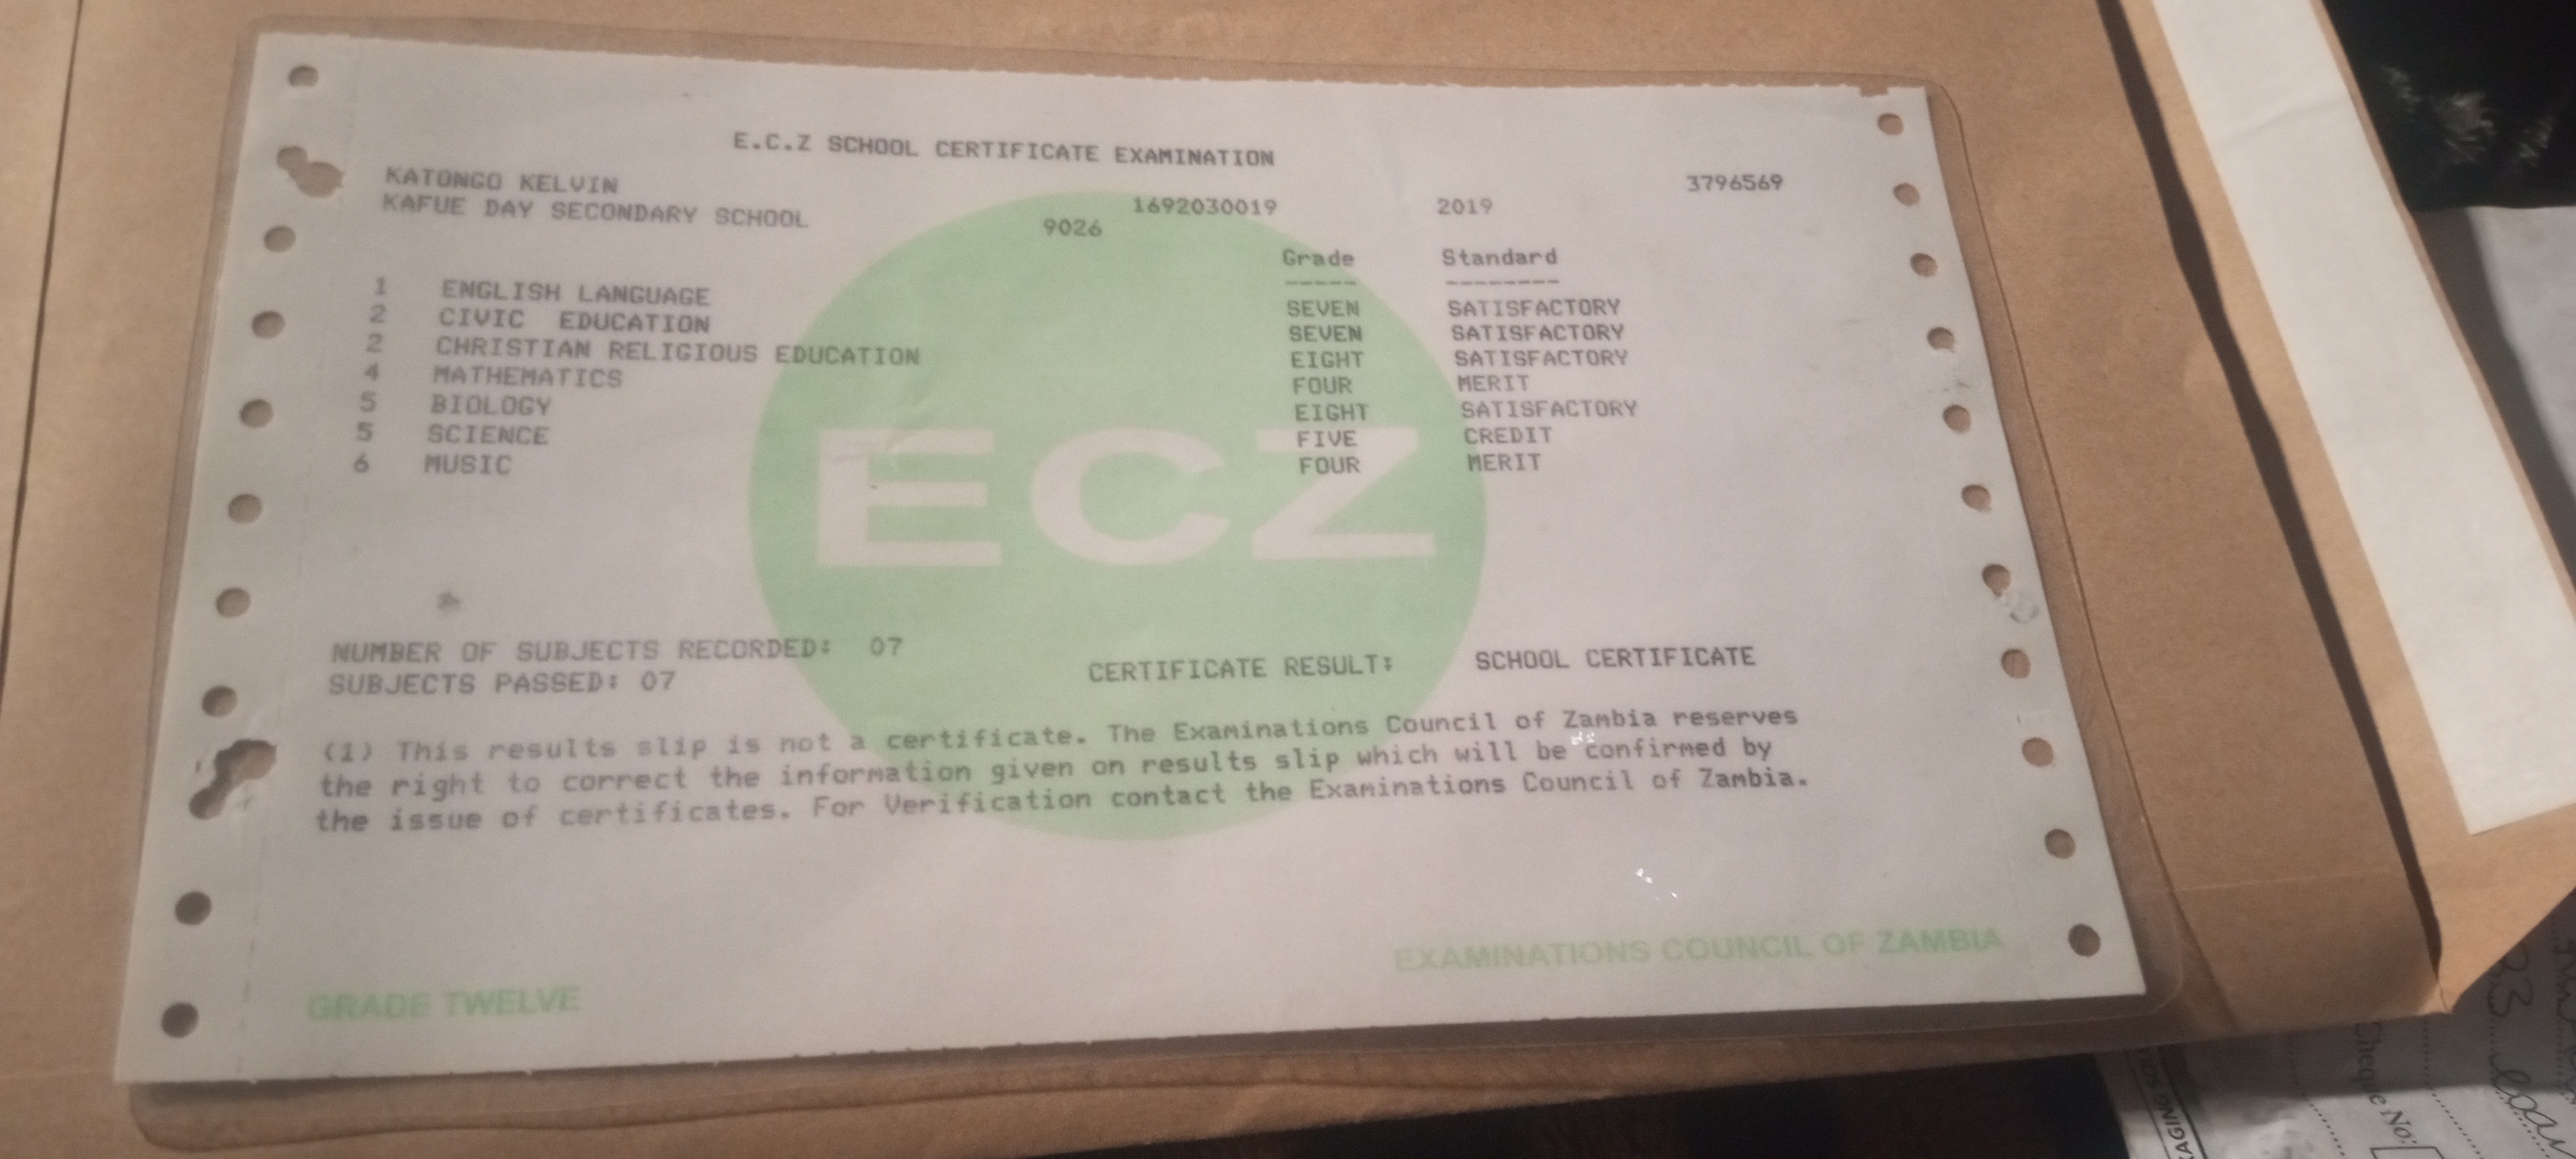 E.C.Z SCHOOL CERTIFICATE EXAMINATION
KATONGO KELVIN 1692030019 2019 3796569
KAFUE DAY SECONDARY SCHOOL 9026
Grade Standard
1 ENGLISH LANGUAGE SEVEN SATISFACTORY
2 CIVIC EDUCATION SEVEN SATISFACTORY
2 CHRISTIAN RELIGIOUS EDUCATION EIGHT SATISFACTORY
4 MATHEMATICS FOUR MERIT
5 BIOLOGY EIGHT SATISFACTORY
5 SCIENCE FIVE CREDIT
6 MUSIC FOUR MERIT
ECZ
NUMBER OF SUBJECTS RECORDED: 07
SUBJECTS PASSED: 07 CERTIFICATE RESULT: SCHOOL CERTIFICATE
(1) This results slip is not a certificate. The Examinations Council of Zambia reserves
the right to correct the information given on results slip which will be confirmed by
the issue of certificates. For Verification contact the Examinations Council of Zambia.
GRADE TWELVE EXAMINATIONS COUNCIL OF ZAMBIA
Cheque No: